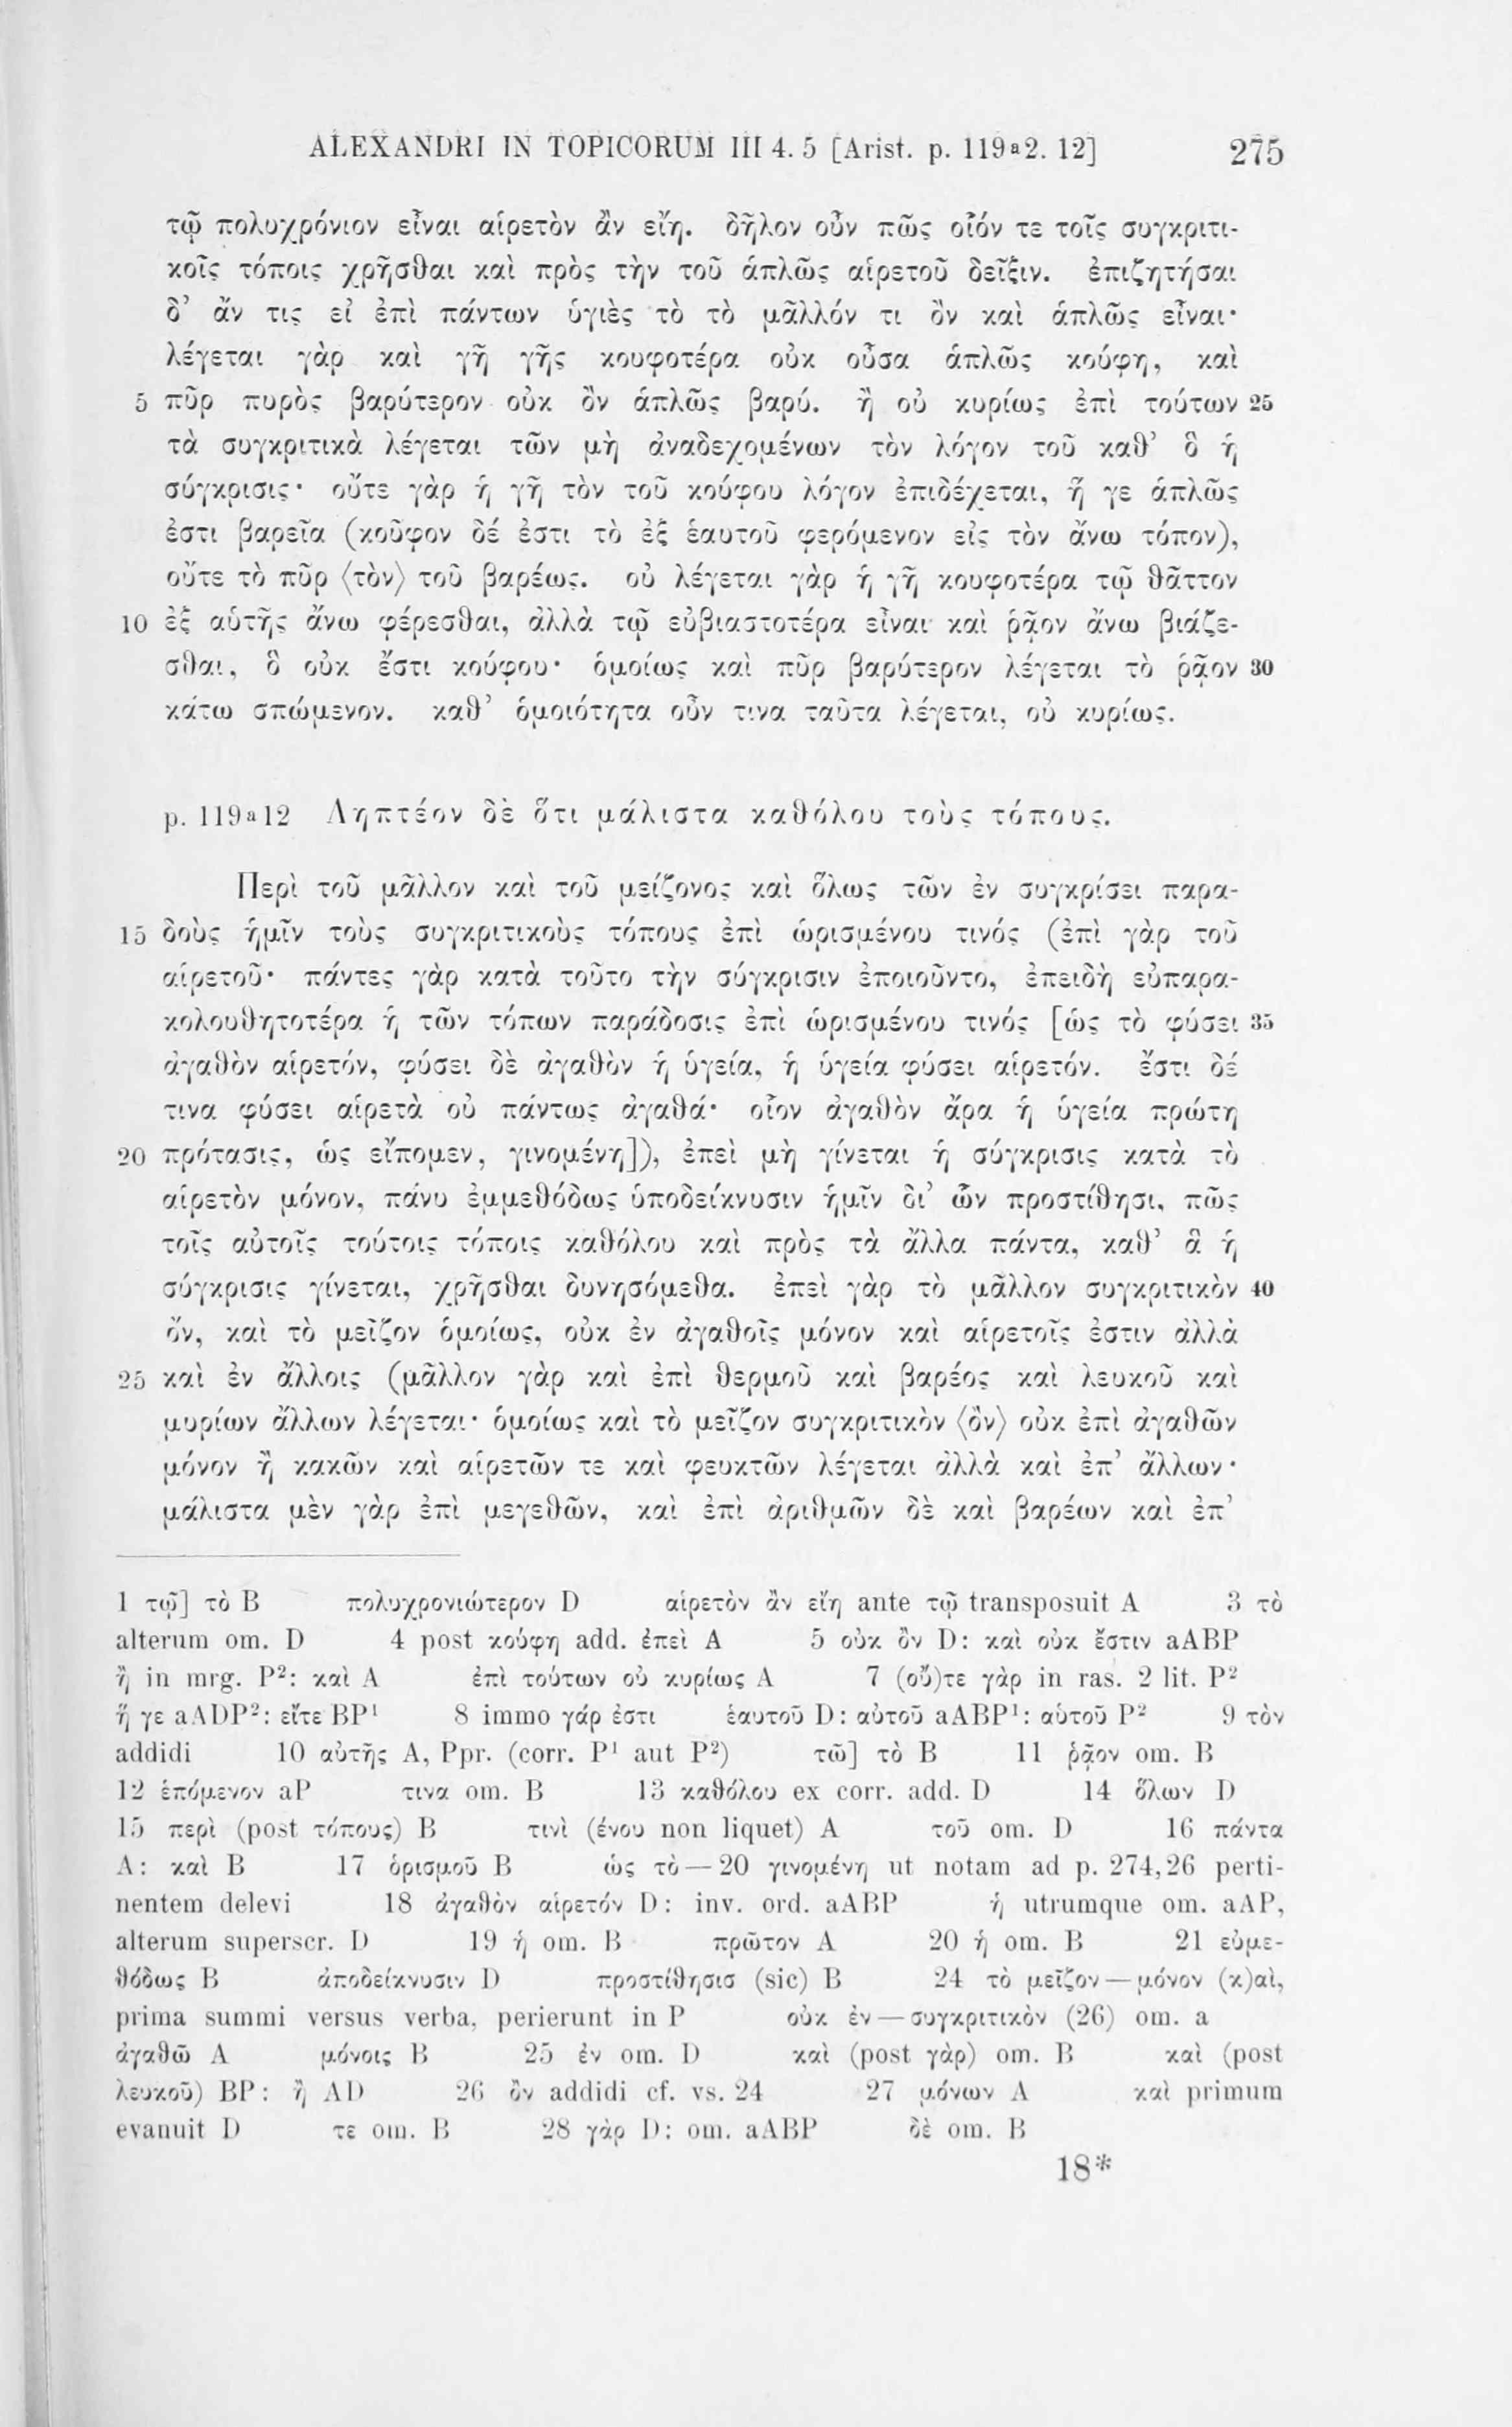 ALEXANDRI IN TOPICORUM III 4. 5 [Arist. p. 119ª2. 12] 275
τῷ πολυχρόνιον εἶναι αἱρετὸν ἂν εἴη. δῆλον οὖν πῶς οἷόν τε τοῖς συγκριτι-
κοῖς τόποις χρῆσθαι καὶ πρὸς τὴν τοῦ ἁπλῶς αἱρετοῦ δεῖξιν. ἐπιζητήσαι
δ’ ἄν τις εἰ ἐπὶ πάντων ὑγιὲς τὸ τὸ μᾶλλόν τι ὂν καὶ ἁπλῶς εἶναι·
λέγεται γὰρ καὶ γῆ γῆς κουφοτέρα οὐκ οὖσα ἁπλῶς κούφη, καὶ
5 πῦρ πυρὸς βαρύτερον οὐκ ὂν ἁπλῶς βαρύ. ἢ οὐ κυρίως ἐπὶ τούτων 25
τὰ συγκριτικὰ λέγεται τῶν μὴ ἀναδεχομένων τὸν λόγον τοῦ καθ’ ὃ ἡ
σύγκρισις· οὔτε γὰρ ἡ γῆ τὸν τοῦ κούφου λόγον ἐπιδέχεται, ἥ γε ἁπλῶς
ἐστι βαρεῖα (κοῦφον δέ ἐστι τὸ ἐξ ἑαυτοῦ φερόμενον εἰς τὸν ἄνω τόπον),
οὔτε τὸ πῦρ ⟨τὸν⟩ τοῦ βαρέως. οὐ λέγεται γὰρ ἡ γῆ κουφοτέρα τῷ θᾶττον
10 ἐξ αὑτῆς ἄνω φέρεσθαι, ἀλλὰ τῷ εὐβιαστοτέρα εἶναι καὶ ῥᾷον ἄνω βιάζε-
σθαι, ὃ οὐκ ἔστι κούφου· ὁμοίως καὶ πῦρ βαρύτερον λέγεται τὸ ῥᾷον 30
κάτω σπώμενον. καθ’ ὁμοιότητα οὖν τινα ταῦτα λέγεται, οὐ κυρίως.
p. 119ª12 Ληπτέον δὲ ὅτι μάλιστα καθόλου τοὺς τόπους.
Περὶ τοῦ μᾶλλον καὶ τοῦ μείζονος καὶ ὅλως τῶν ἐν συγκρίσει παρα-
15 δοὺς ἡμῖν τοὺς συγκριτικοὺς τόπους ἐπὶ ὡρισμένου τινός (ἐπὶ γὰρ τοῦ
αἱρετοῦ· πάντες γὰρ κατὰ τοῦτο τὴν σύγκρισιν ἐποιοῦντο, ἐπειδὴ εὐπαρα-
κολουθητοτέρα ἡ τῶν τόπων παράδοσις ἐπὶ ὡρισμένου τινός [ὡς τὸ φύσει 35
ἀγαθὸν αἱρετόν, φύσει δὲ ἀγαθὸν ἡ ὑγεία, ἡ ὑγεία φύσει αἱρετόν. ἔστι δέ
τινα φύσει αἱρετὰ οὐ πάντως ἀγαθά· οἷον ἀγαθὸν ἄρα ἡ ὑγεία πρώτη
20 πρότασις, ὡς εἴπομεν, γινομένη]), ἐπεὶ μὴ γίνεται ἡ σύγκρισις κατὰ τὸ
αἱρετὸν μόνον, πάνυ ἐμμεθόδως ὑποδείκνυσιν ἡμῖν δι’ ὧν προστίθησι, πῶς
τοῖς αὐτοῖς τούτοις τόποις καθόλου καὶ πρὸς τὰ ἄλλα πάντα, καθ’ ἃ ἡ
σύγκρισις γίνεται, χρῆσθαι δυνησόμεθα. ἐπεὶ γὰρ τὸ μᾶλλον συγκριτικὸν 40
ὄν, καὶ τὸ μεῖζον ὁμοίως, οὐκ ἐν ἀγαθοῖς μόνον καὶ αἱρετοῖς ἐστιν ἀλλὰ
25 καὶ ἐν ἄλλοις (μᾶλλον γὰρ καὶ ἐπὶ θερμοῦ καὶ βαρέος καὶ λευκοῦ καὶ
μυρίων ἄλλων λέγεται· ὁμοίως καὶ τὸ μεῖζον συγκριτικὸν ⟨ὂν⟩ οὐκ ἐπὶ ἀγαθῶν
μόνον ἢ κακῶν καὶ αἱρετῶν τε καὶ φευκτῶν λέγεται ἀλλὰ καὶ ἐπ’ ἄλλων·
μάλιστα μὲν γὰρ ἐπὶ μεγεθῶν, καὶ ἐπὶ ἀριθμῶν δὲ καὶ βαρέων καὶ ἐπ’
1 τῷ] τὸ B πολυχρονιώτερον D αἱρετὸν ἂν εἴη ante τῷ transposuit A 3 τὸ
alterum om. D 4 post κούφη add. ἐπεὶ A 5 οὐκ ὂν D: καὶ οὐκ ἔστιν aABP
ἢ in mrg. P²: καὶ A ἐπὶ τούτων οὐ κυρίως A 7 (οὔ)τε γὰρ in ras. 2 lit. P²
ἥ γε aADP²: εἴτε BP¹ 8 immo γάρ ἐστι ἑαυτοῦ D: αὐτοῦ aABP¹: αὑτοῦ P² 9 τὸν
addidi 10 αὐτῆς A, Ppr. (corr. P¹ aut P²) τῶ] τὸ B 11 ῥᾷον om. B
12 ἑπόμενον aP τινα om. B 13 καθόλου ex corr. add. D 14 ὅλων D
15 περὶ (post τόπους) B τινὶ (ένου non liquet) A τοῦ om. D 16 πάντα
A: καὶ B 17 ὁρισμοῦ B ὡς τὸ — 20 γινομένη ut notam ad p. 274,26 perti-
nentem delevi 18 ἀγαθὸν αἱρετόν D: inv. ord. aABP ἡ utrumque om. aAP,
alterum superscr. D 19 ἡ om. B πρῶτον A 20 ἡ om. B 21 εὐμε-
θόδως B ἀποδείκνυσιν D προστίθησισ (sic) B 24 τὸ μεῖζον — μόνον (κ)αὶ,
prima summi versus verba, perierunt in P οὐκ ἐν — συγκριτικὸν (26) om. a
ἀγαθῶ A μόνοις B 25 ἐν om. D καὶ (post γὰρ) om. B καὶ (post
λευκοῦ) BP: ἢ AD 26 ὂν addidi cf. vs. 24 27 μόνων A καὶ primum
evanuit D τε om. B 28 γὰρ D: om. aABP δὲ om. B
18*